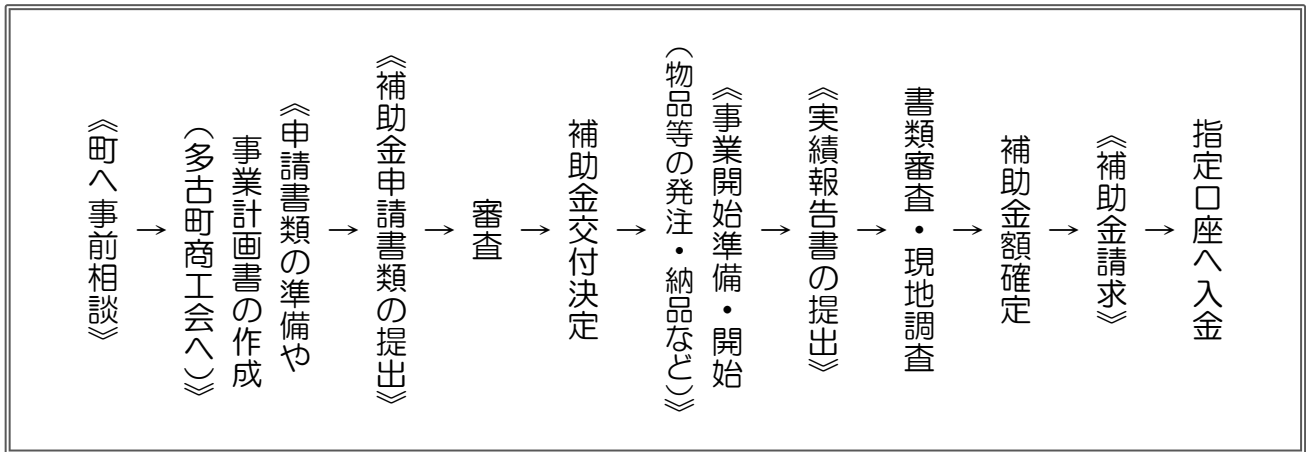 《町へ事前相談》
→
《申請書類の準備や
事業計画書の作成
（多古町商工会へ）》
→
《補助金申請書類の提出》
→
審査
→
補助金交付決定
→
《事業開始準備・開始
（物品等の発注・納品など）》
→
《実績報告書の提出》
→
書類審査・現地調査
→
補助金額確定
→
《補助金請求》
→
指定口座へ入金